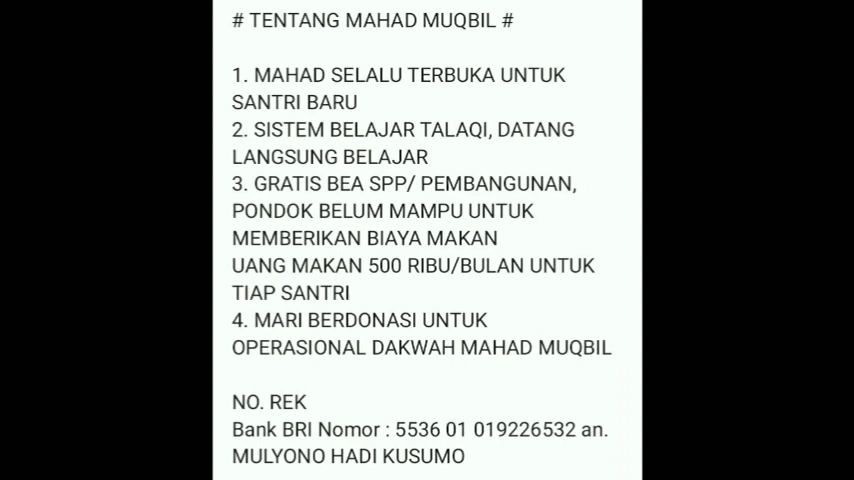 # TENTANG MAHAD MUQBIL #
1. MAHAD SELALU TERBUKA UNTUK
SANTRI BARU
2. SISTEM BELAJAR TALAQI, DATANG
LANGSUNG BELAJAR
3. GRATIS BEA SPP/ PEMBANGUNAN,
PONDOK BELUM MAMPU UNTUK
MEMBERIKAN BIAYA MAKAN
UANG MAKAN 500 RIBU/BULAN UNTUK
TIAP SANTRI
4. MARI BERDONASI UNTUK
OPERASIONAL DAKWAH MAHAD MUQBIL
NO. REK
Bank BRI Nomor : 5536 01 019226532 an.
MULYONO HADI KUSUMO